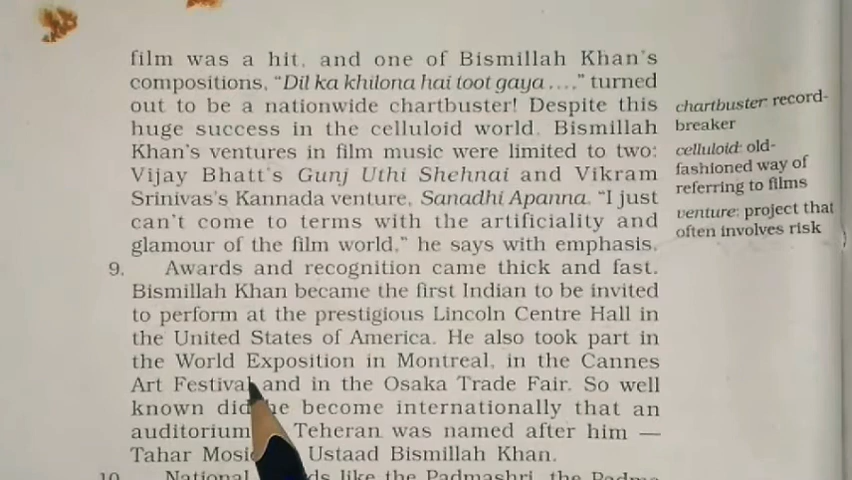 film was a hit, and one of Bismillah Khan's
compositions, "Dil ka khilona hai toot gaya ....," turned
out to be a nationwide chartbuster! Despite this
huge success in the celluloid world, Bismillah
Khan's ventures in film music were limited to two:
Vijay Bhatt's Gunj Uthi Shehnai and Vikram
Srinivas's Kannada venture, Sanadhi Apanna. "I just
can't come to terms with the artificiality and
glamour of the film world," he says with emphasis.
9. Awards and recognition came thick and fast.
Bismillah Khan became the first Indian to be invited
to perform at the prestigious Lincoln Centre Hall in
the United States of America. He also took part in
the World Exposition in Montreal, in the Cannes
Art Festival and in the Osaka Trade Fair. So well
known did he become internationally that an
auditorium Teheran was named after him —
Tahar Ustaad Bismillah Khan.
10. National like the Padmashri, the Padma
chartbuster: record-
breaker
celluloid: old-
fashioned way of
referring to films
venture: project that
often involves risk